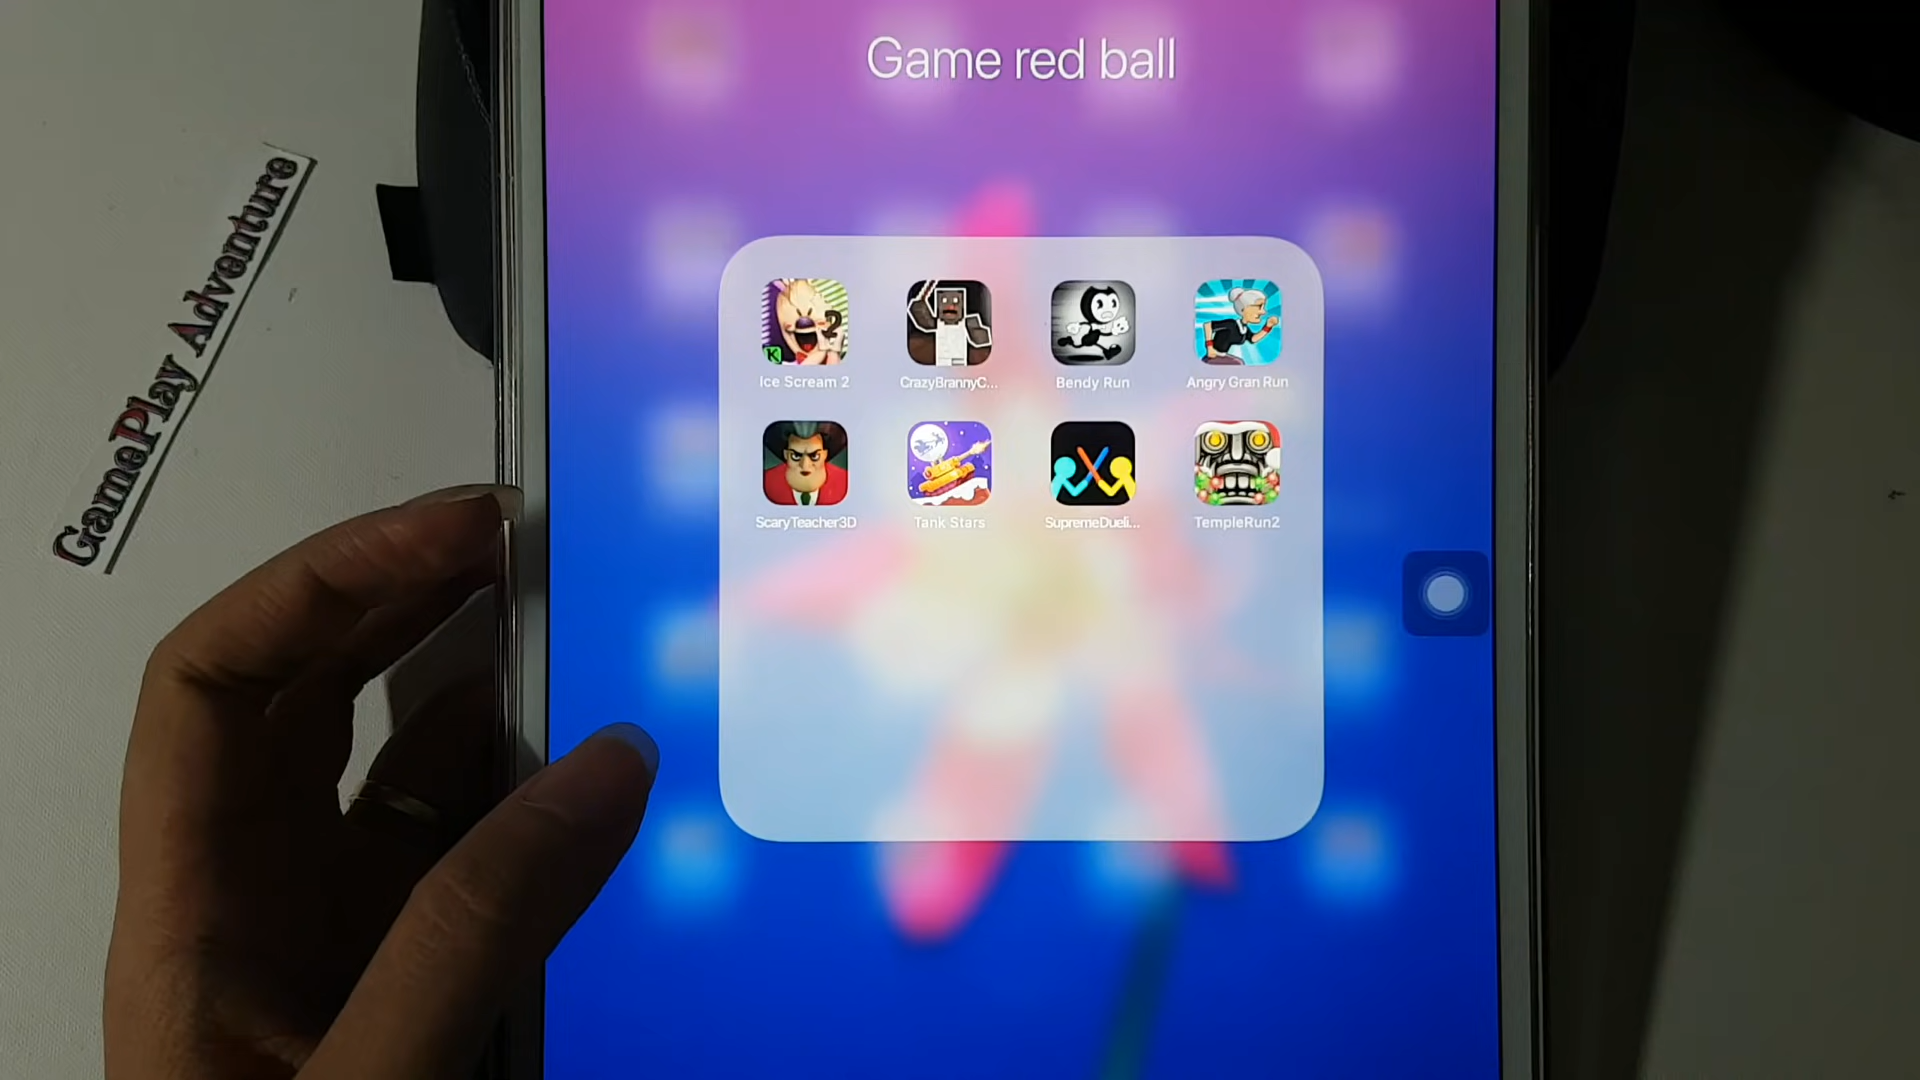 Game red ball
GamePlay Adventure
2
K
Ice Scream 2
CrazyBrannyC...
Bendy Run
Angry Gran Run
ScaryTeacher3D
Tank Stars
SupremeDueli...
TempleRun2